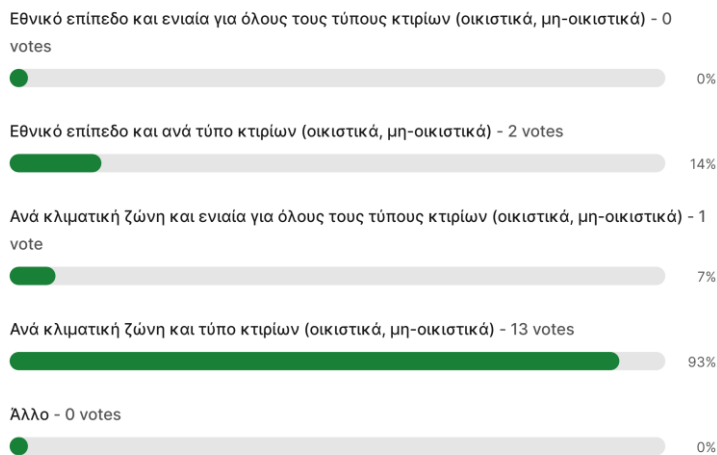 Εθνικό επίπεδο και ενιαία για όλους τους τύπους κτιρίων (οικιστικά, μη-οικιστικά) - 0
votes
0%
Εθνικό επίπεδο και ανά τύπο κτιρίων (οικιστικά, μη-οικιστικά) - 2 votes
14%
Ανά κλιματική ζώνη και ενιαία για όλους τους τύπους κτιρίων (οικιστικά, μη-οικιστικά) - 1
vote
7%
Ανά κλιματική ζώνη και τύπο κτιρίων (οικιστικά, μη-οικιστικά) - 13 votes
93%
Άλλο - 0 votes
0%